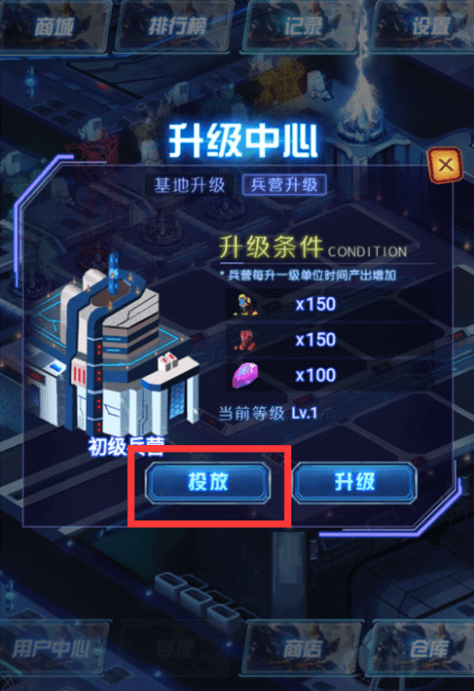 商城 排行榜 记录 设置
升级中心
基地升级 兵营升级
升级条件 CONDITION
*兵营每升一级单位时间产出增加
x150
x150
x100
当前等级 Lv.1
初级兵营
投放 升级
用户中心 好友 商店 仓库